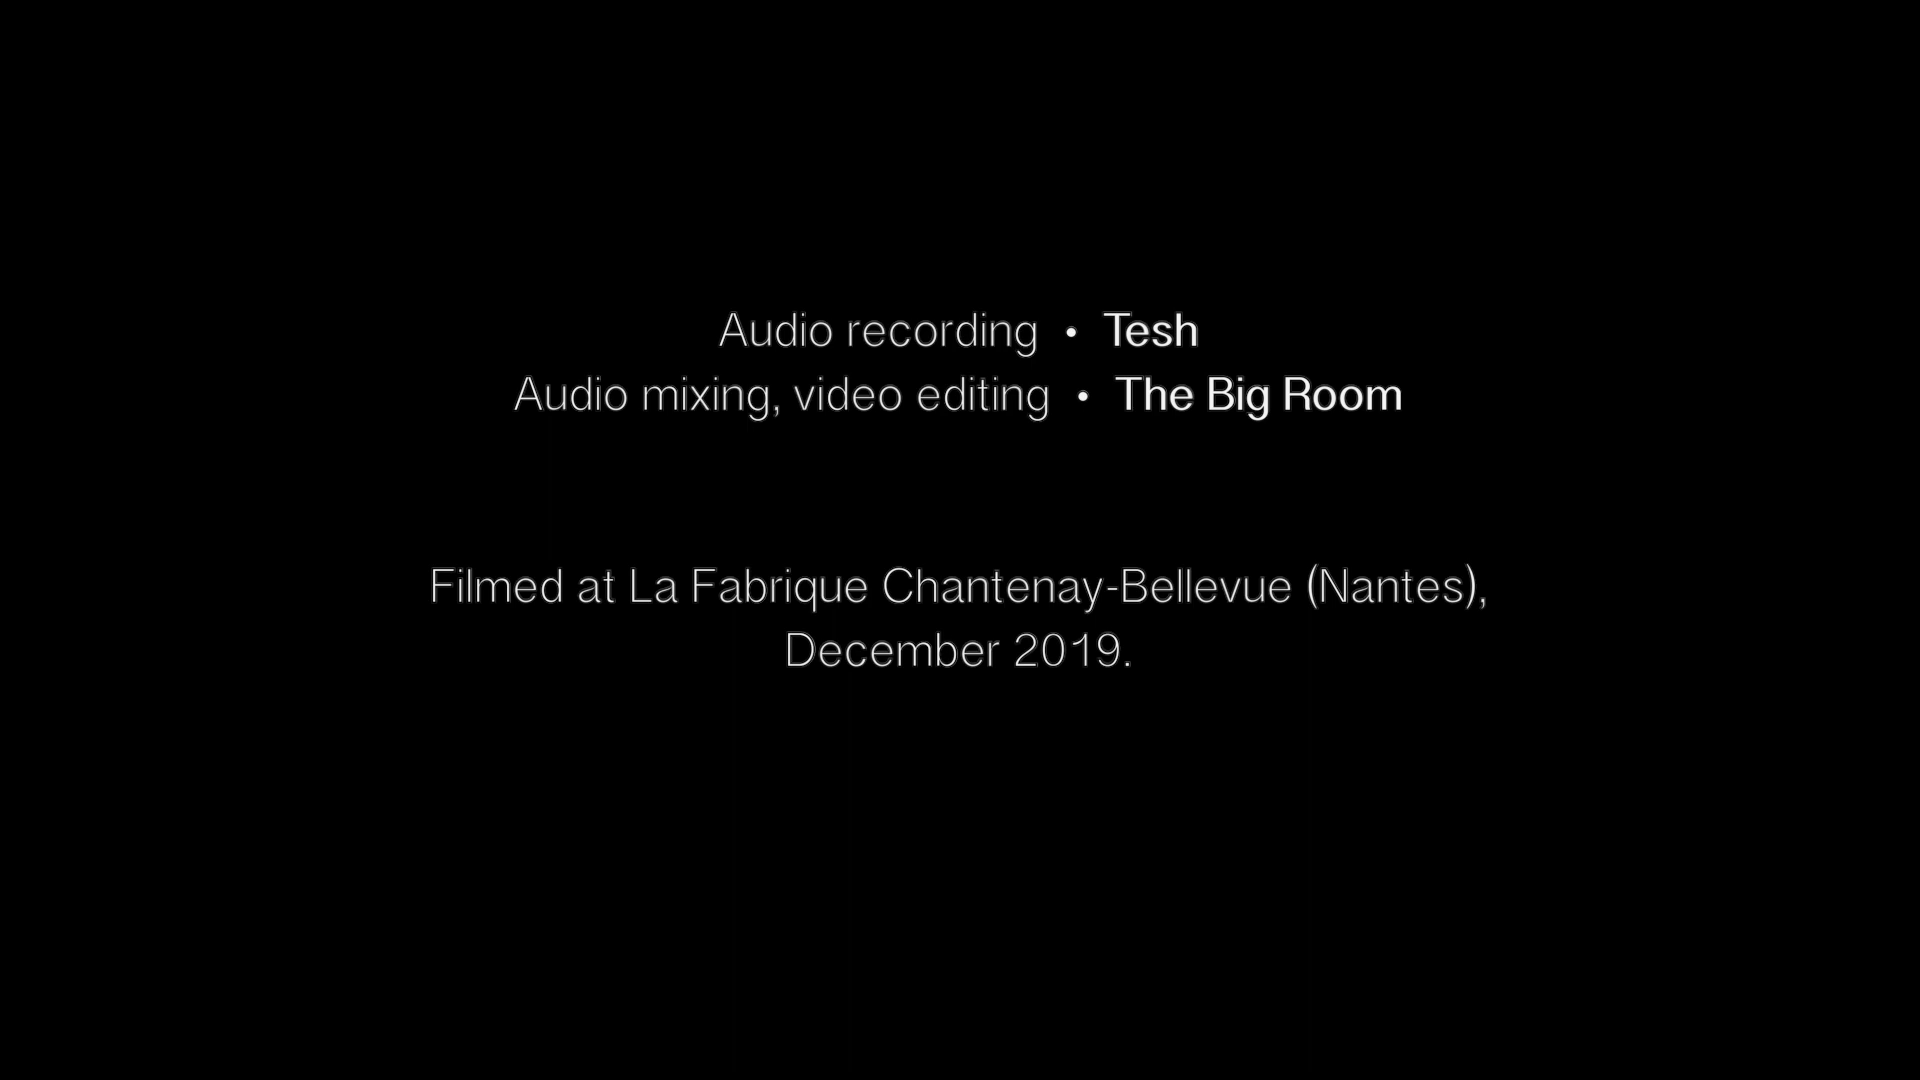 Audio recording • Tesh
Audio mixing, video editing • The Big Room
Filmed at La Fabrique Chantenay-Bellevue (Nantes),
December 2019.